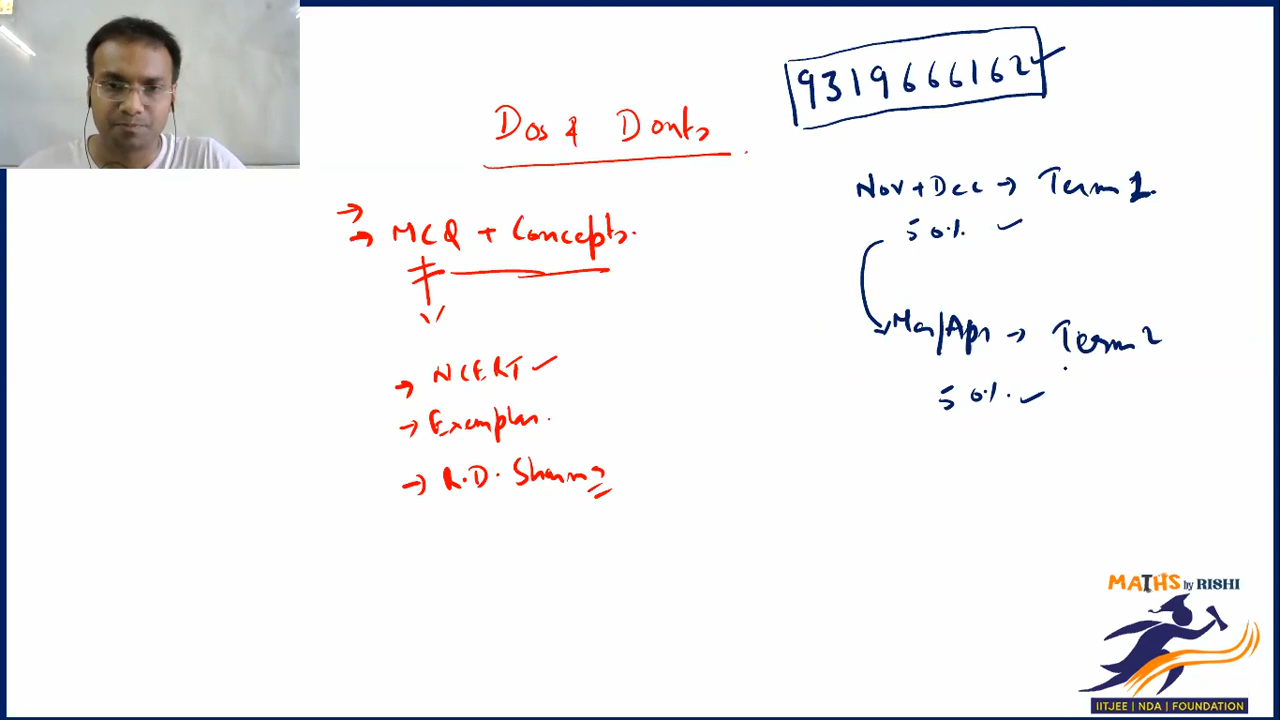 9319666162
Dos & Donts
Nov + Dec → Term 1
50%
→ MCQ + Concepts.
Mar/Apr → Term 2
50%.
→ NCERT
→ Exemplar.
→ R.D. Sharma
MATHS by RISHI
IITJEE | NDA | FOUNDATION